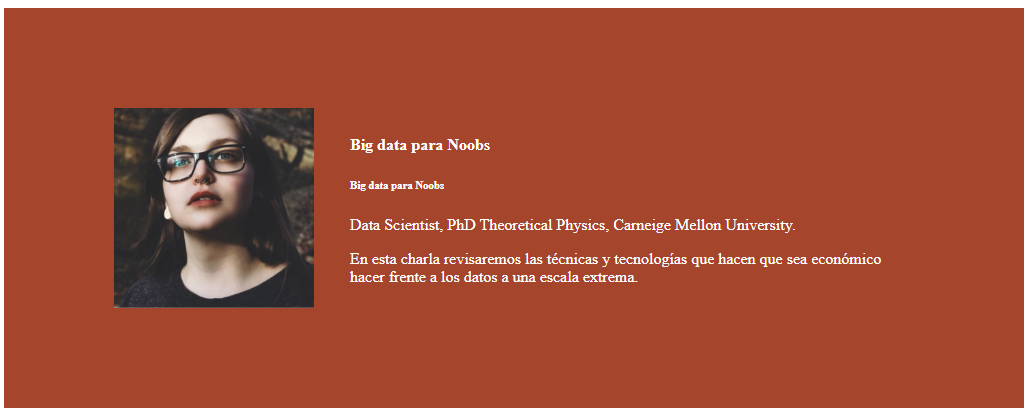 Big data para Noobs
Big data para Noobs
Data Scientist, PhD Theoretical Physics, Carneige Mellon University.
En esta charla revisaremos las técnicas y tecnologías que hacen que sea económico
hacer frente a los datos a una escala extrema.